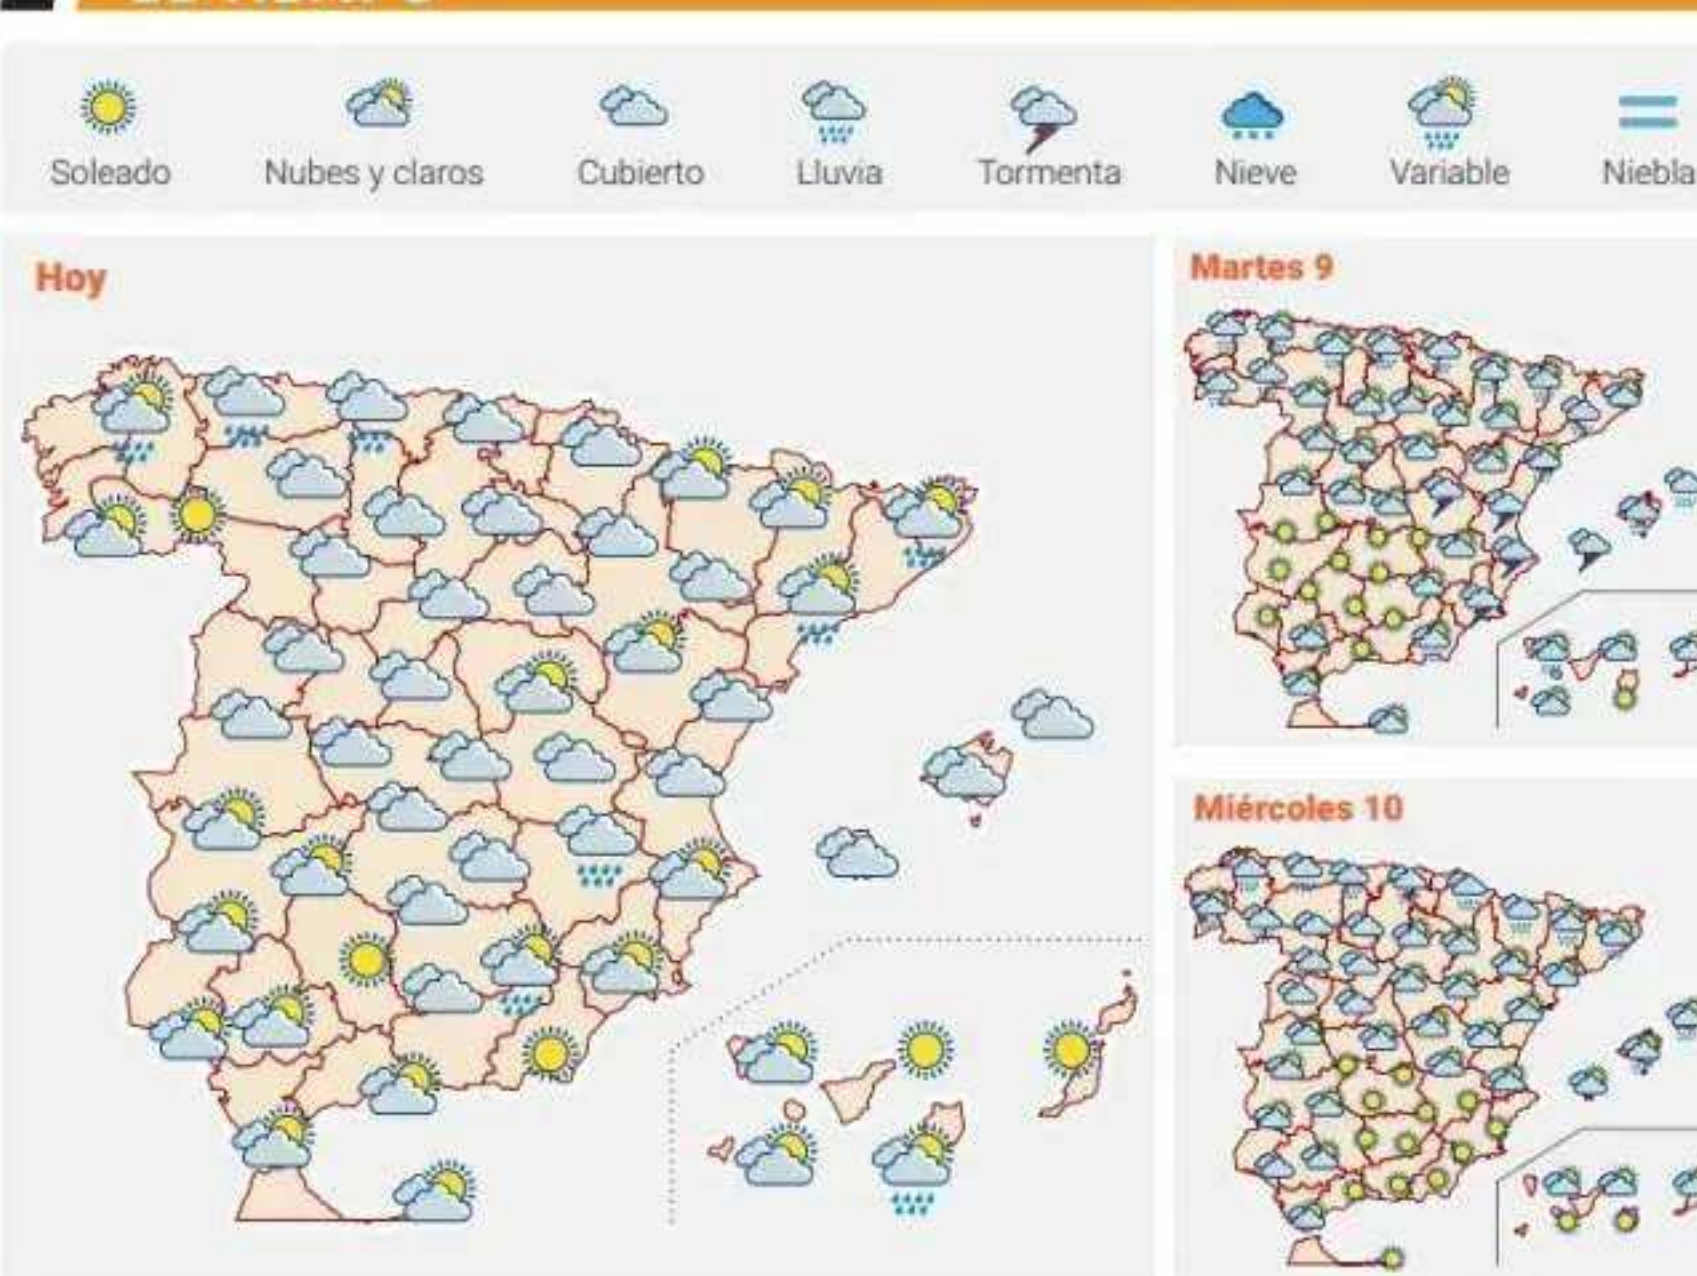 Soleado
Nubes y claros
Cubierto
Lluvia
Tormenta
Nieve
Variable
Niebla
Hoy
Martes 9
Miércoles 10